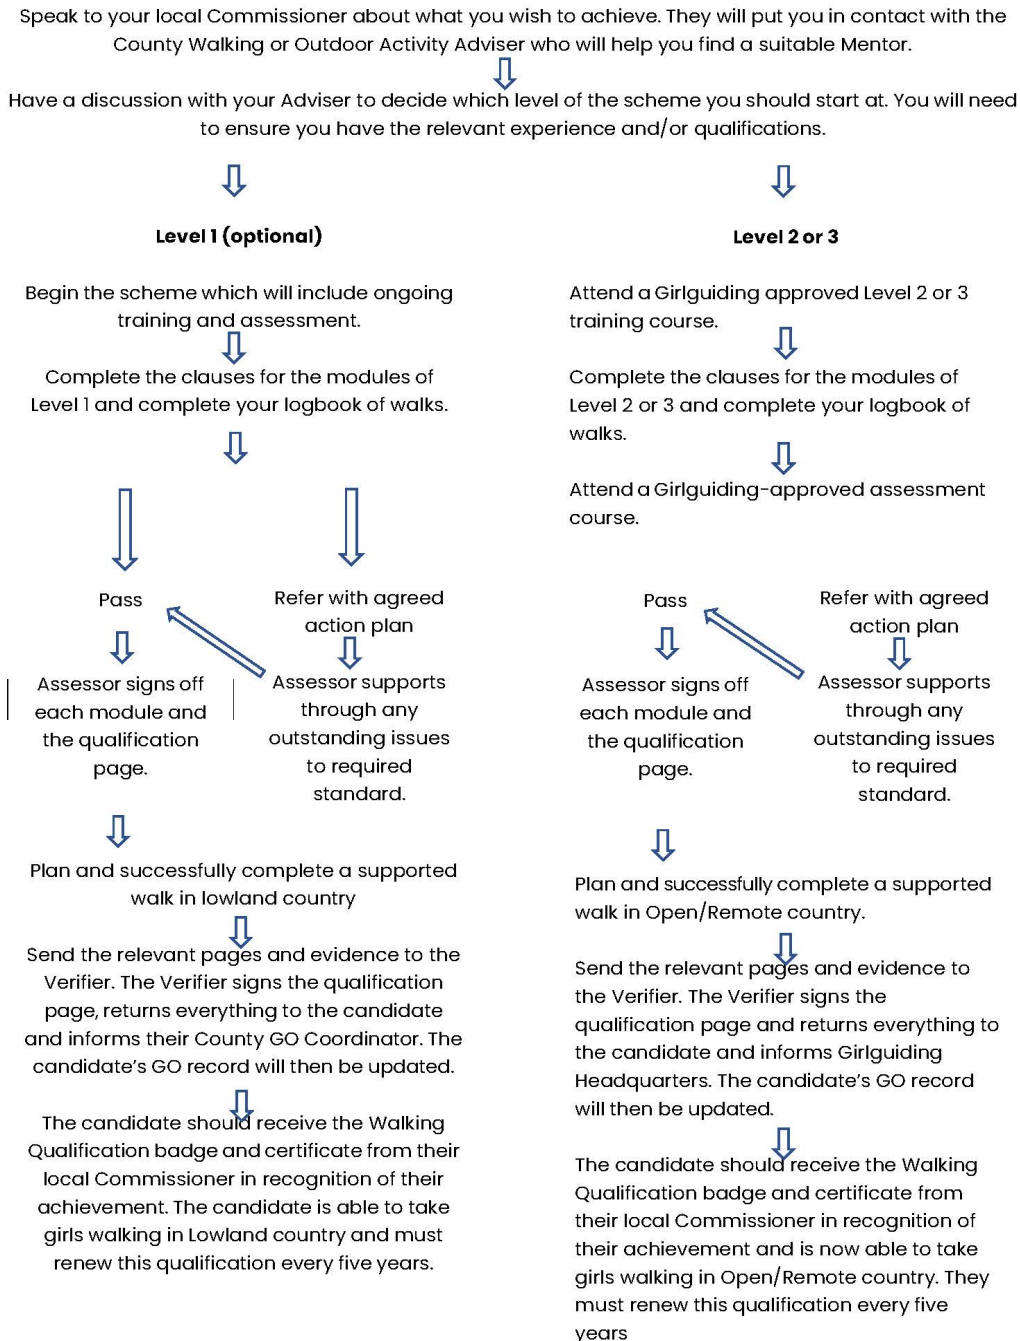 Speak to your local Commissioner about what you wish to achieve. They will put you in contact with the
County Walking or Outdoor Activity Adviser who will help you find a suitable Mentor.
Have a discussion with your Adviser to decide which level of the scheme you should start at. You will need
to ensure you have the relevant experience and/or qualifications.
Level 1 (optional)
Begin the scheme which will include ongoing
training and assessment.
Complete the clauses for the modules of
Level 1 and complete your logbook of walks.
Pass
Refer with agreed
action plan
Assessor signs off
each module and
the qualification
page.
Assessor supports
through any
outstanding issues
to required
standard.
Plan and successfully complete a supported
walk in lowland country
Send the relevant pages and evidence to the
Verifier. The Verifier signs the qualification
page, returns everything to the candidate
and informs their County GO Coordinator. The
candidate's GO record will then be updated.
The candidate should receive the Walking
Qualification badge and certificate from their
local Commissioner in recognition of their
achievement. The candidate is able to take
girls walking in Lowland country and must
renew this qualification every five years.
Level 2 or 3
Attend a Girlguiding approved Level 2 or 3
training course.
Complete the clauses for the modules of
Level 2 or 3 and complete your logbook of
walks.
Attend a Girlguiding-approved assessment
course.
Pass
Refer with agreed
action plan
Assessor signs off
each module and
the qualification
page.
Assessor supports
through any
outstanding issues
to required
standard.
Plan and successfully complete a supported
walk in Open/Remote country.
Send the relevant pages and evidence to
the Verifier. The Verifier signs the
qualification page and returns everything to
the candidate and informs Girlguiding
Headquarters. The candidate's GO record
will then be updated.
The candidate should receive the Walking
Qualification badge and certificate from
their local Commissioner in recognition of
their achievement and is now able to take
girls walking in Open/Remote country. They
must renew this qualification every five
years